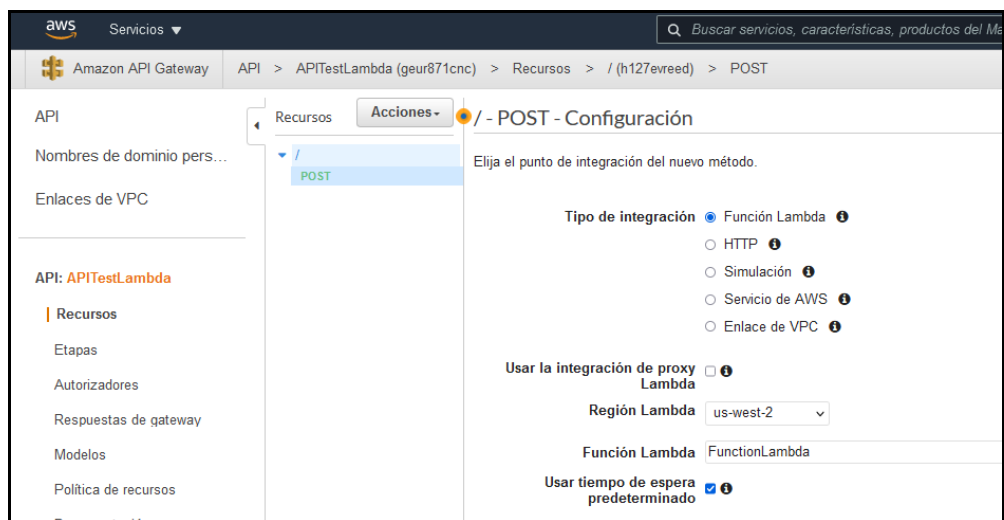 aws
Servicios ▼
Buscar servicios, características, productos del Ma
Amazon API Gateway API > APITestLambda (geur871cnc) > Recursos > / (h127evreed) > POST
API
Nombres de dominio pers...
Enlaces de VPC
API: APITestLambda
Recursos
Etapas
Autorizadores
Respuestas de gateway
Modelos
Política de recursos
Recursos
Acciones
/
POST
/ - POST - Configuración
Elija el punto de integración del nuevo método.
Tipo de integración
Función Lambda
HTTP
Simulación
Servicio de AWS
Enlace de VPC
Usar la integración de proxy
Lambda
Región Lambda us-west-2
Función Lambda FunctionLambda
Usar tiempo de espera
predeterminado